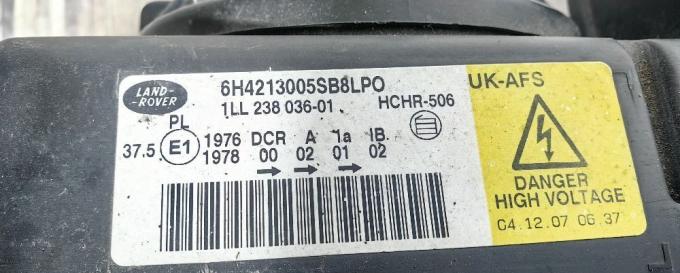 LAND-
ROVER
6H4213005SB8LPO
1LL 238 036-01 HCHR-506
PL
37.5 E1 1976 DCR A 1a IB
1978 00 02 01 02
UK-AFS
DANGER
HIGH VOLTAGE
04.12.07 06.37